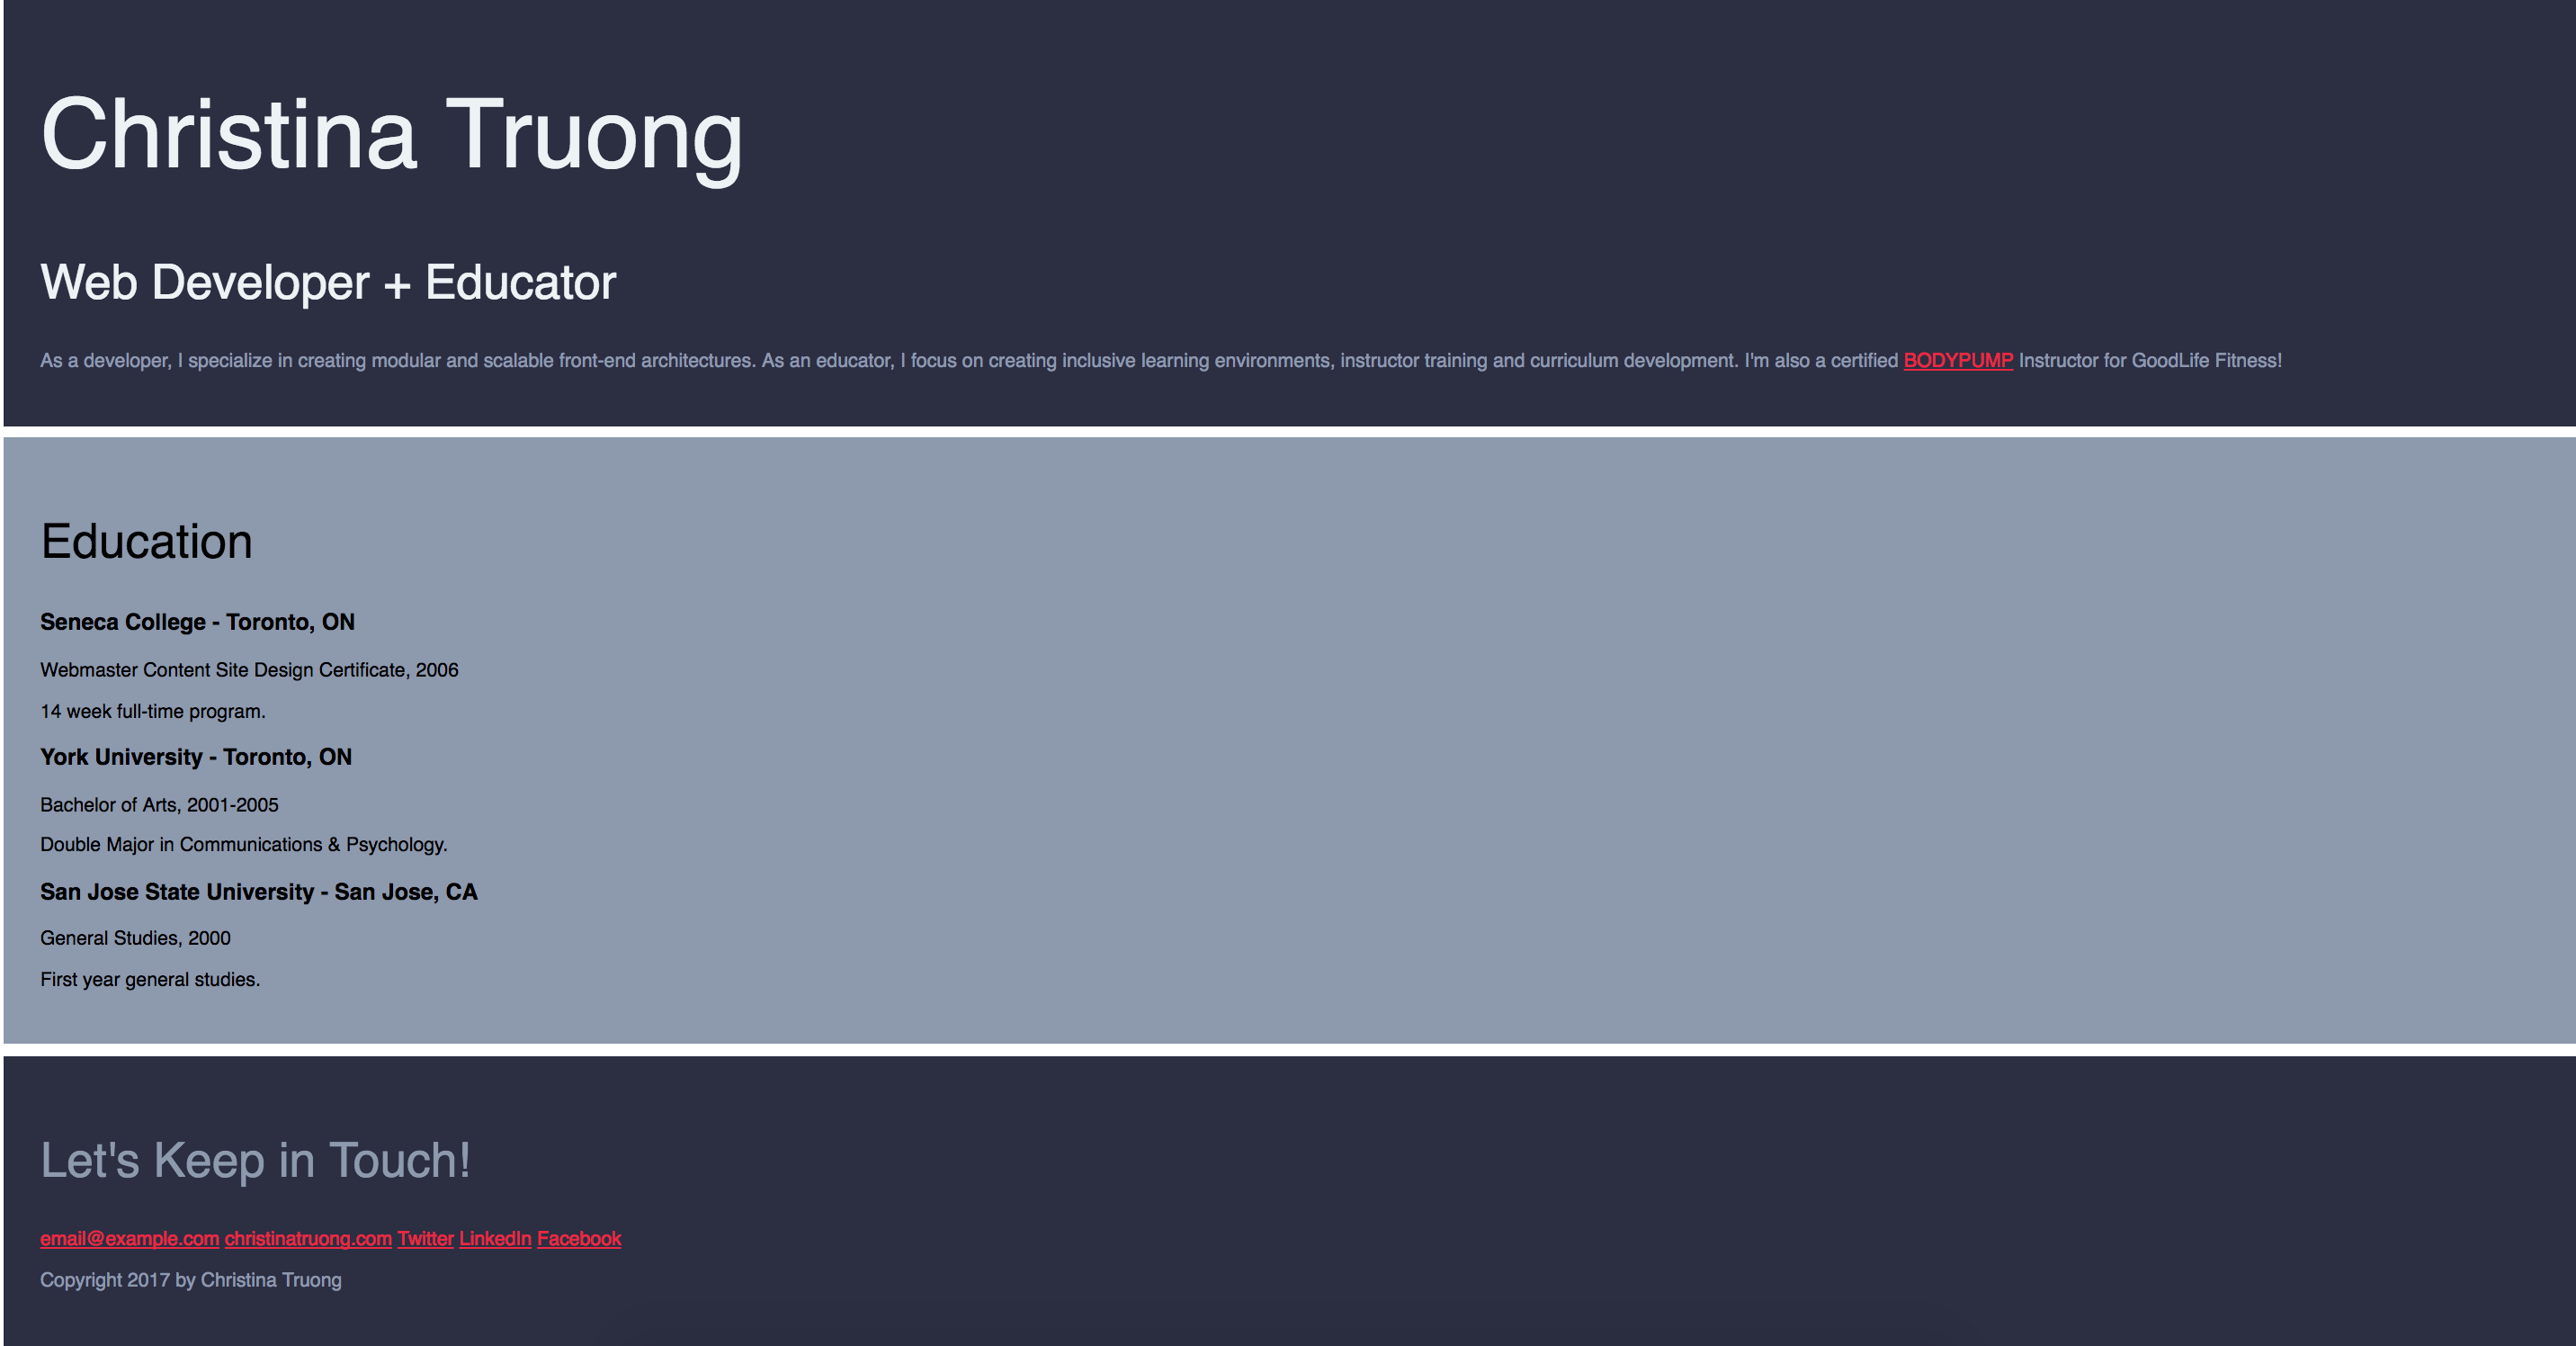 Christina Truong
Web Developer + Educator
As a developer, I specialize in creating modular and scalable front-end architectures. As an educator, I focus on creating inclusive learning environments, instructor training and curriculum development. I'm also a certified BODYPUMP Instructor for GoodLife Fitness!
Education
Seneca College - Toronto, ON
Webmaster Content Site Design Certificate, 2006
14 week full-time program.
York University - Toronto, ON
Bachelor of Arts, 2001-2005
Double Major in Communications & Psychology.
San Jose State University - San Jose, CA
General Studies, 2000
First year general studies.
Let's Keep in Touch!
email@example.com christinatruong.com Twitter LinkedIn Facebook
Copyright 2017 by Christina Truong